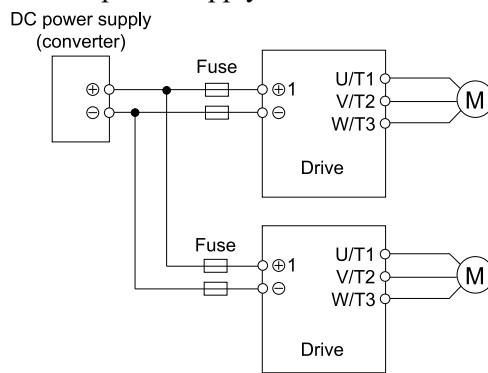 DC power supply
(converter)
⊕
⊖
Fuse
⊕1
⊖
U/T1
V/T2
W/T3
M
Drive
Fuse
⊕1
⊖
U/T1
V/T2
W/T3
M
Drive